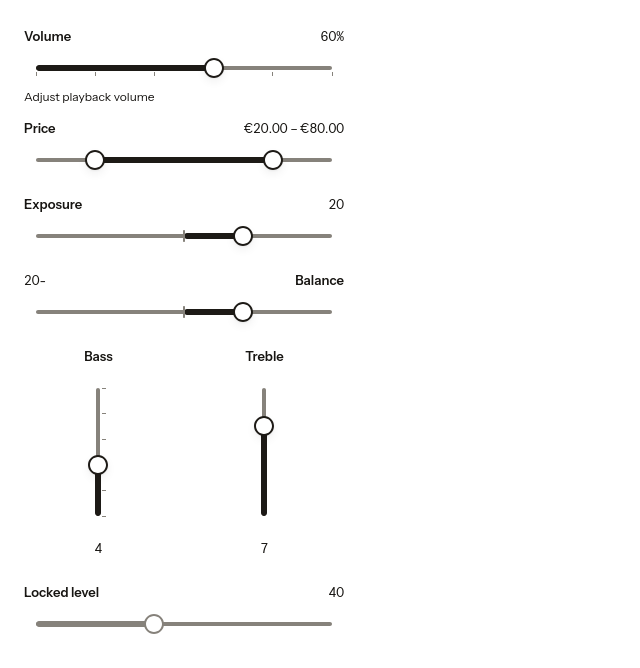 Volume 60%
Adjust playback volume
Price €20.00 – €80.00
Exposure 20
20- Balance
Bass Treble
4 7
Locked level 40